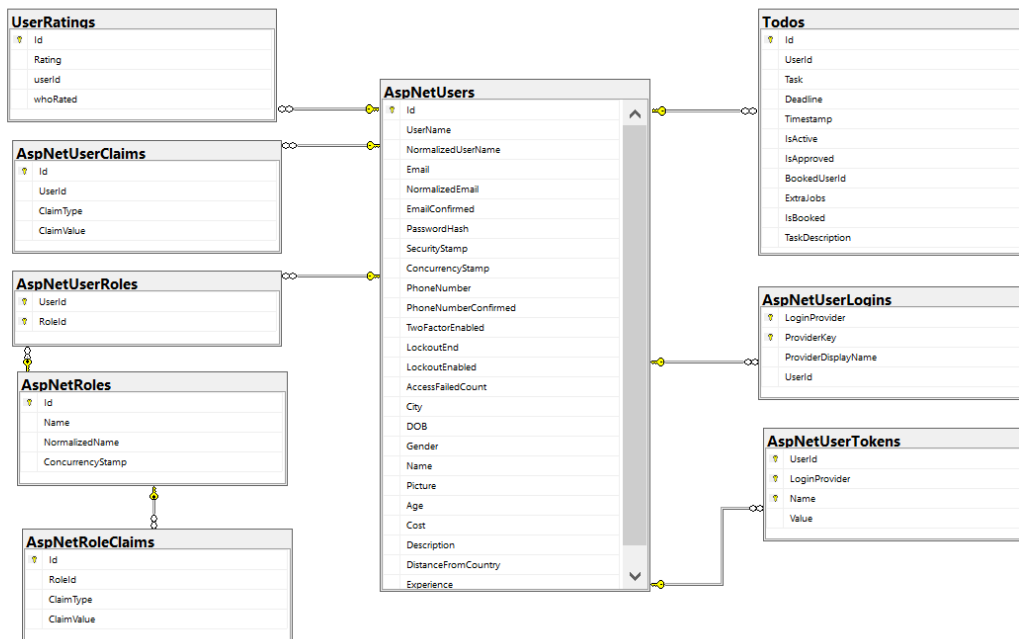 UserRatings
Id
Rating
userId
whoRated
AspNetUserClaims
Id
UserId
ClaimType
ClaimValue
AspNetUserRoles
UserId
RoleId
AspNetRoles
Id
Name
NormalizedName
ConcurrencyStamp
AspNetRoleClaims
Id
RoleId
ClaimType
ClaimValue
AspNetUsers
Id
UserName
NormalizedUserName
Email
NormalizedEmail
EmailConfirmed
PasswordHash
SecurityStamp
ConcurrencyStamp
PhoneNumber
PhoneNumberConfirmed
TwoFactorEnabled
LockoutEnd
LockoutEnabled
AccessFailedCount
City
DOB
Gender
Name
Picture
Age
Cost
Description
DistanceFromCountry
Experience
Todos
Id
UserId
Task
Deadline
Timestamp
IsActive
IsApproved
BookedUserId
ExtraJobs
IsBooked
TaskDescription
AspNetUserLogins
LoginProvider
ProviderKey
ProviderDisplayName
UserId
AspNetUserTokens
UserId
LoginProvider
Name
Value